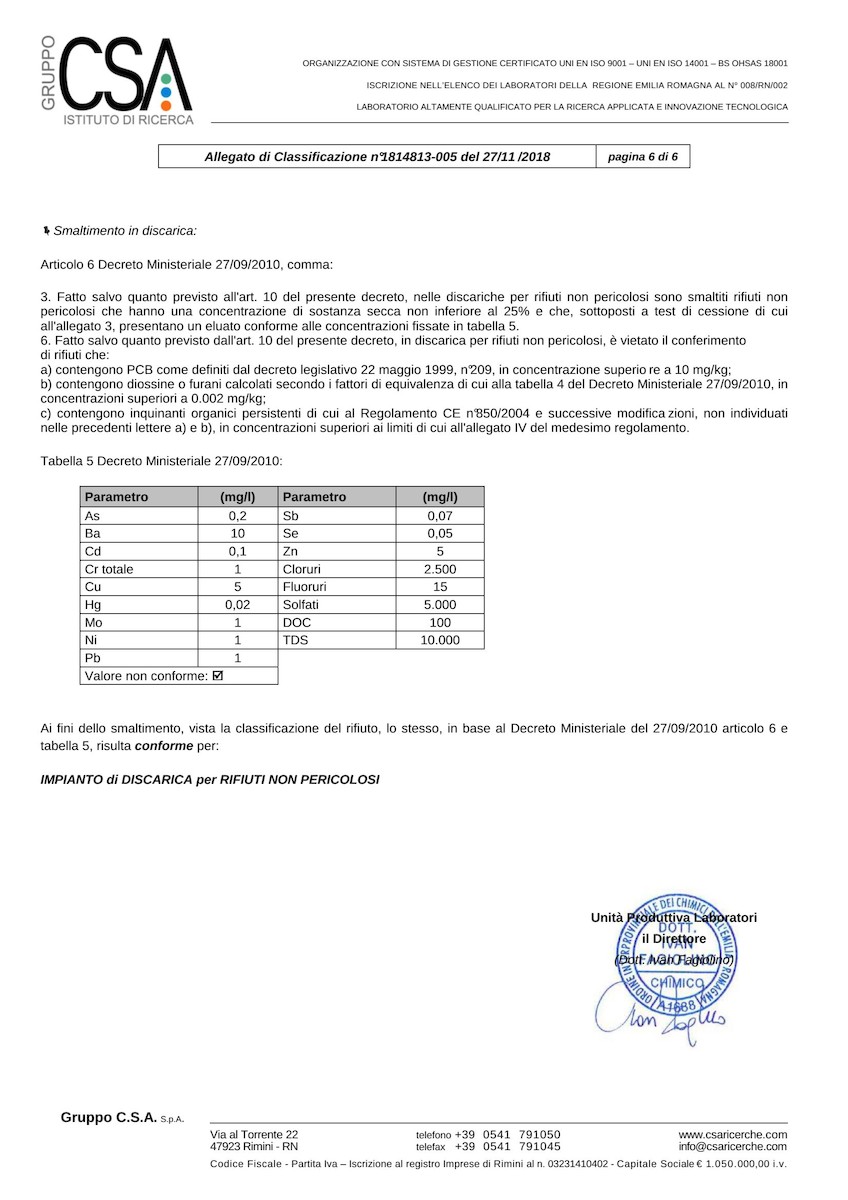 GRUPPO
CSA
ISTITUTO DI RICERCA
ORGANIZZAZIONE CON SISTEMA DI GESTIONE CERTIFICATO UNI EN ISO 9001 – UNI EN ISO 14001 – BS OHSAS 18001
ISCRIZIONE NELL'ELENCO DEI LABORATORI DELLA REGIONE EMILIA ROMAGNA AL N° 008/RN/002
LABORATORIO ALTAMENTE QUALIFICATO PER LA RICERCA APPLICATA E INNOVAZIONE TECNOLOGICA
Allegato di Classificazione n°1814813-005 del 27/11 /2018 pagina 6 di 6
Smaltimento in discarica:
Articolo 6 Decreto Ministeriale 27/09/2010, comma:
3. Fatto salvo quanto previsto all'art. 10 del presente decreto, nelle discariche per rifiuti non pericolosi sono smaltiti rifiuti non
pericolosi che hanno una concentrazione di sostanza secca non inferiore al 25% e che, sottoposti a test di cessione di cui
all'allegato 3, presentano un eluato conforme alle concentrazioni fissate in tabella 5.
6. Fatto salvo quanto previsto dall'art. 10 del presente decreto, in discarica per rifiuti non pericolosi, è vietato il conferimento
di rifiuti che:
a) contengono PCB come definiti dal decreto legislativo 22 maggio 1999, n°209, in concentrazione superio re a 10 mg/kg;
b) contengono diossine o furani calcolati secondo i fattori di equivalenza di cui alla tabella 4 del Decreto Ministeriale 27/09/2010, in
concentrazioni superiori a 0.002 mg/kg;
c) contengono inquinanti organici persistenti di cui al Regolamento CE n°850/2004 e successive modifica zioni, non individuati
nelle precedenti lettere a) e b), in concentrazioni superiori ai limiti di cui all'allegato IV del medesimo regolamento.
Tabella 5 Decreto Ministeriale 27/09/2010:
Parametro (mg/l) Parametro (mg/l)
As 0,2 Sb 0,07
Ba 10 Se 0,05
Cd 0,1 Zn 5
Cr totale 1 Cloruri 2.500
Cu 5 Fluoruri 15
Hg 0,02 Solfati 5.000
Mo 1 DOC 100
Ni 1 TDS 10.000
Pb 1
Valore non conforme: ☑
Ai fini dello smaltimento, vista la classificazione del rifiuto, lo stesso, in base al Decreto Ministeriale del 27/09/2010 articolo 6 e
tabella 5, risulta conforme per:
IMPIANTO di DISCARICA per RIFIUTI NON PERICOLOSI
Unità Produttiva Laboratori
il Direttore
(Dott. Ivan Fagiolino)
DOTT.
IVAN
FAGIOLINO
CHIMICO
A1668
Gruppo C.S.A. S.p.A.
Via al Torrente 22 telefono +39 0541 791050 www.csaricerche.com
47923 Rimini - RN telefax +39 0541 791045 info@csaricerche.com
Codice Fiscale - Partita Iva – Iscrizione al registro Imprese di Rimini al n. 03231410402 - Capitale Sociale € 1.050.000,00 i.v.